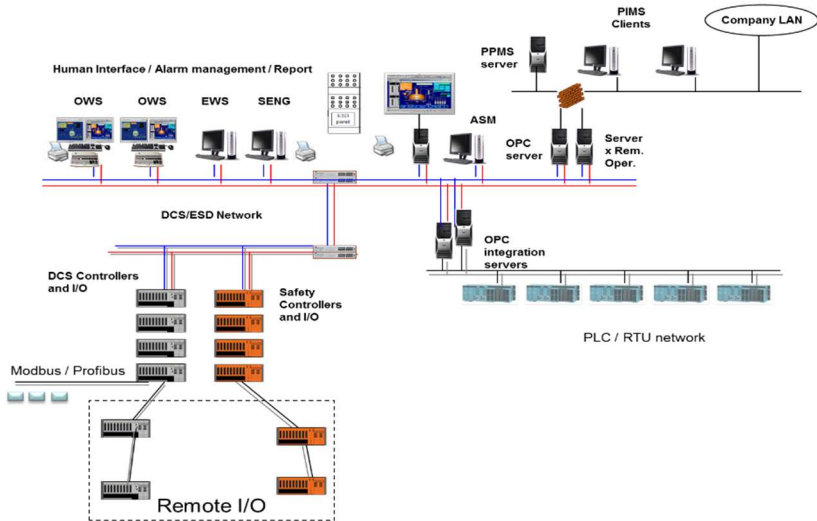 PIMS
Clients
Company LAN
PPMS
server
Human Interface / Alarm management / Report
OWS
OWS
EWS
SENG
panel
ASM
OPC
server
Server
x Rem.
Oper.
DCS/ESD Network
OPC
integration
servers
DCS Controllers
and I/O
Safety
Controllers
and I/O
PLC / RTU network
Modbus / Profibus
Remote I/O